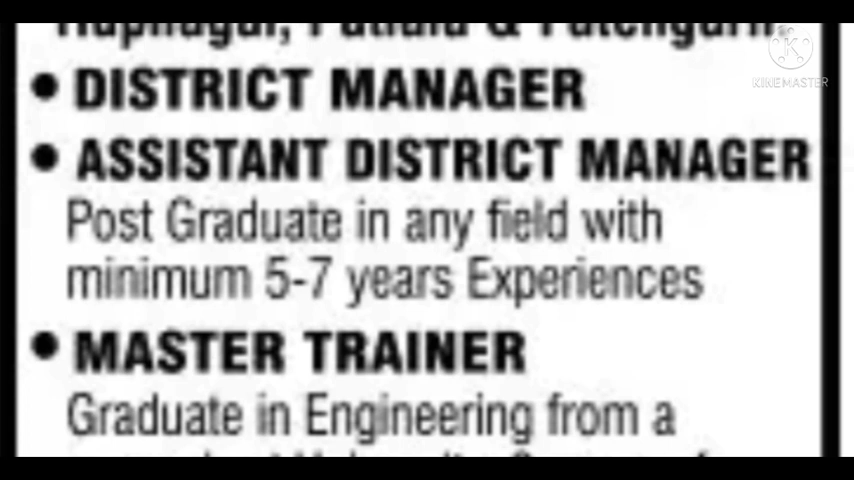 & 
• DISTRICT MANAGER
• ASSISTANT DISTRICT MANAGER
Post Graduate in any field with
minimum 5-7 years Experiences
• MASTER TRAINER
Graduate in Engineering from a
KINEMASTER